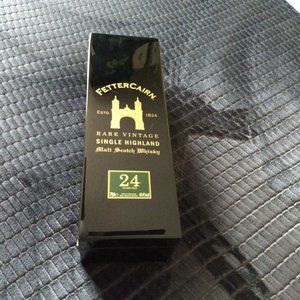 FETTERCAIRN
ESTD. 1824
RARE VINTAGE
SINGLE HIGHLAND
Malt Scotch Whisky
24